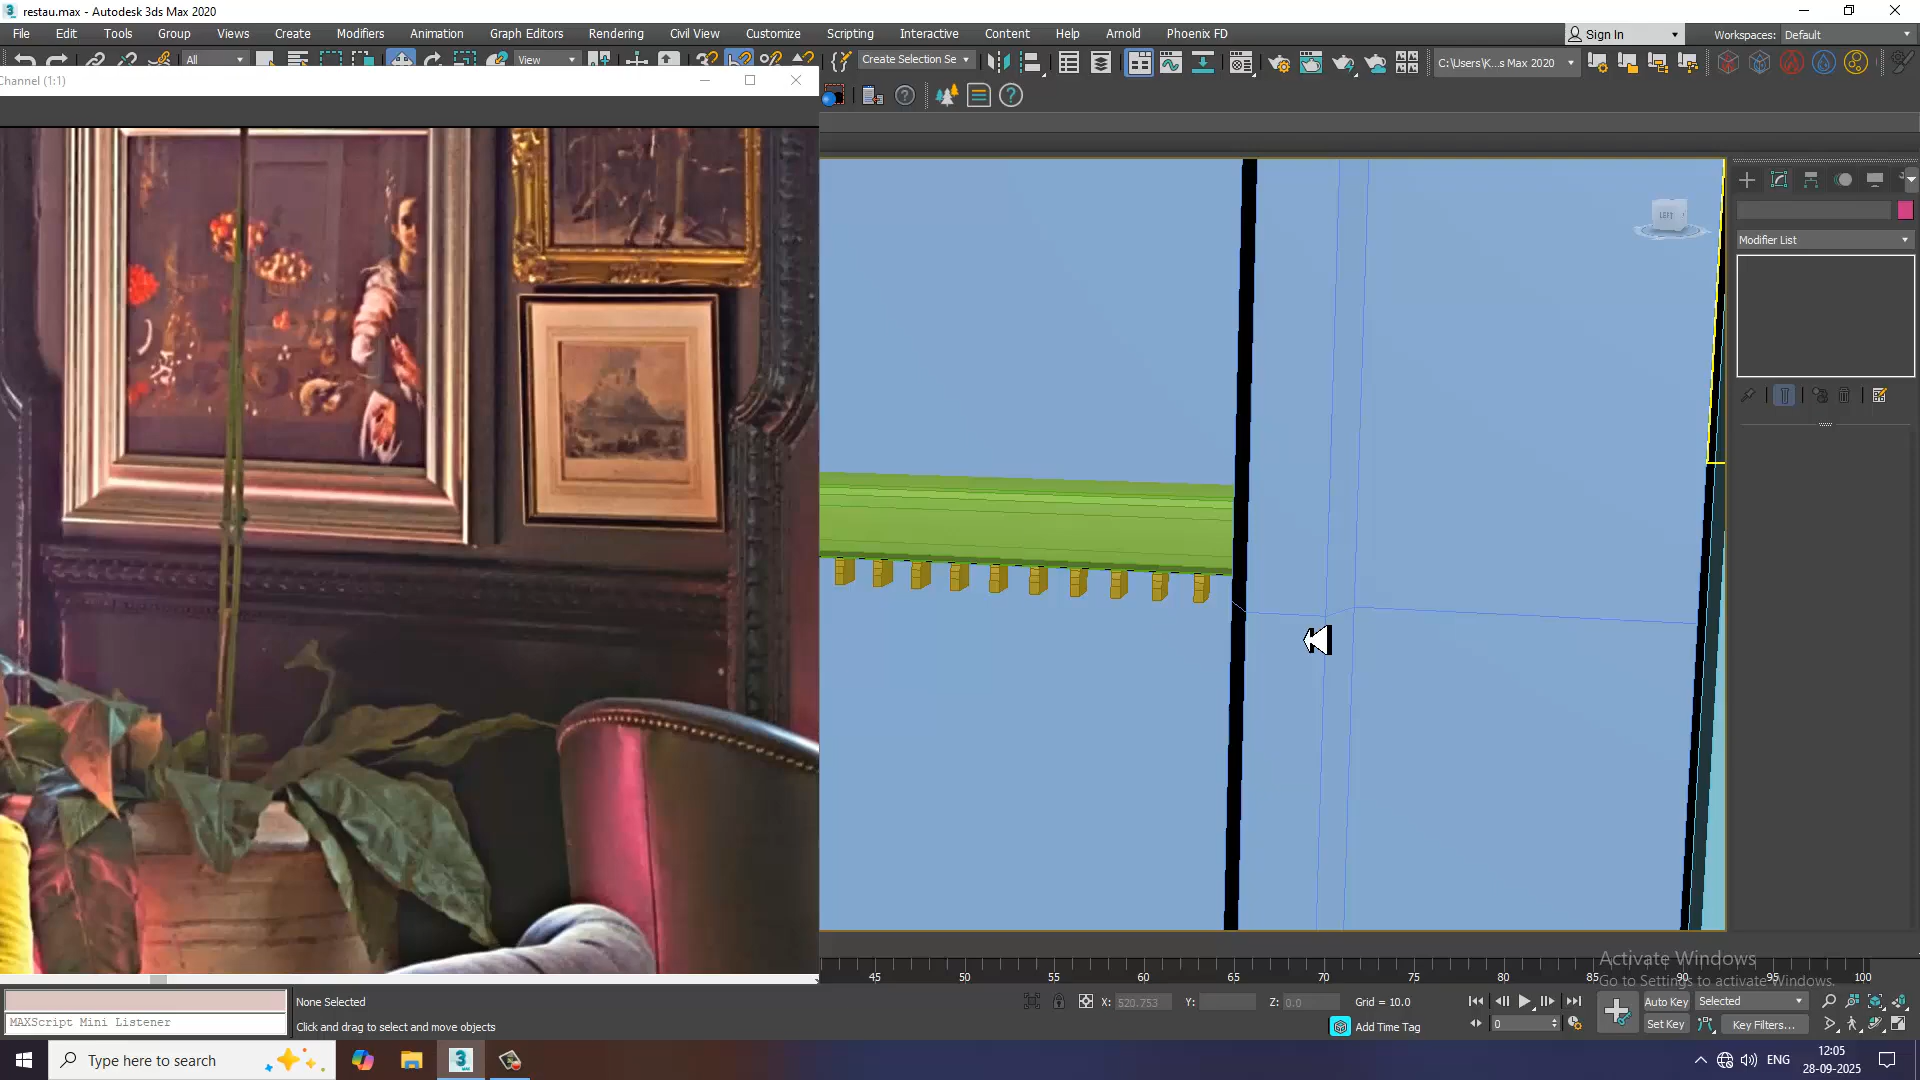 restau.max - Autodesk 3ds Max 2020
File Edit Tools Group Views Create Modifiers Animation Graph Editors Rendering Civil View Customize Scripting Interactive Content Help Arnold Phoenix FD
Sign In
Workspaces: Default
All
View
Create Selection Se
C:\Users\K...s Max 2020
Channel (1:1)
LEFT
Modifier List
45 50 55 60 65 70 75 80 85 90 95 100
Activate Windows
Go to Settings to activate Windows.
None Selected
X: 520.753 Y: Z: 0.0 Grid = 10.0
Auto Key Selected
MAXScript Mini Listener
Click and drag to select and move objects
Add Time Tag
0
Set Key Key Filters...
Type here to search
3
MAX
ENG
12:05
28-09-2025